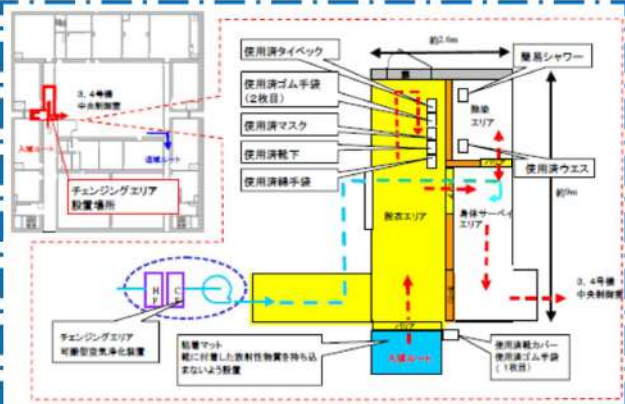 3, 4号機
中央制御室
入域ルート
退域ルート
チェンジングエリア
設置場所
使用済タイベック
使用済ゴム手袋
(2枚目)
使用済マスク
使用済靴下
使用済綿手袋
約2.6m
簡易シャワー
除染
エリア
使用済ウエス
約9m
脱衣エリア
身体サーベイ
エリア
3, 4号機
中央制御室
チェンジングエリア
可搬型空気浄化装置
粘着マット
靴に付着した放射性物質を持ち込
まないよう設置
バリア
入域ルート
使用済靴カバー
使用済ゴム手袋
(1枚目)